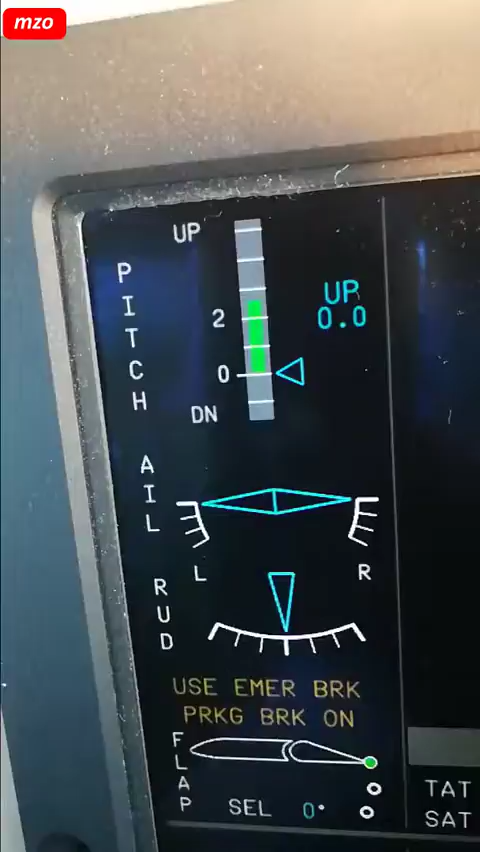 mzo
UP
PITCH
UP
0.0
2
0
DN
AIL
L
R
RUD
USE EMER BRK
PRKG BRK ON
FLAP
SEL 0°
TAT
SAT